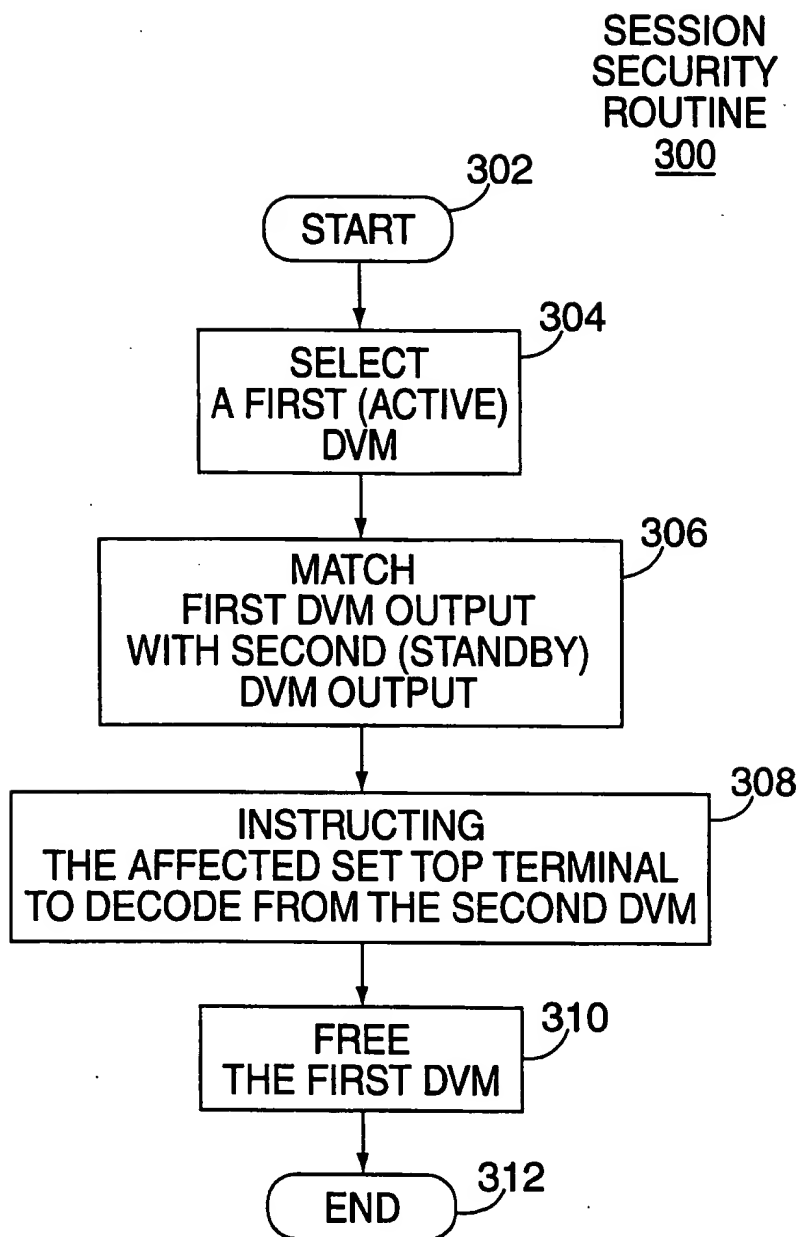 SESSION
SECURITY
ROUTINE
300
302
START
304
SELECT
A FIRST (ACTIVE)
DVM
306
MATCH
FIRST DVM OUTPUT
WITH SECOND (STANDBY)
DVM OUTPUT
308
INSTRUCTING
THE AFFECTED SET TOP TERMINAL
TO DECODE FROM THE SECOND DVM
310
FREE
THE FIRST DVM
312
END